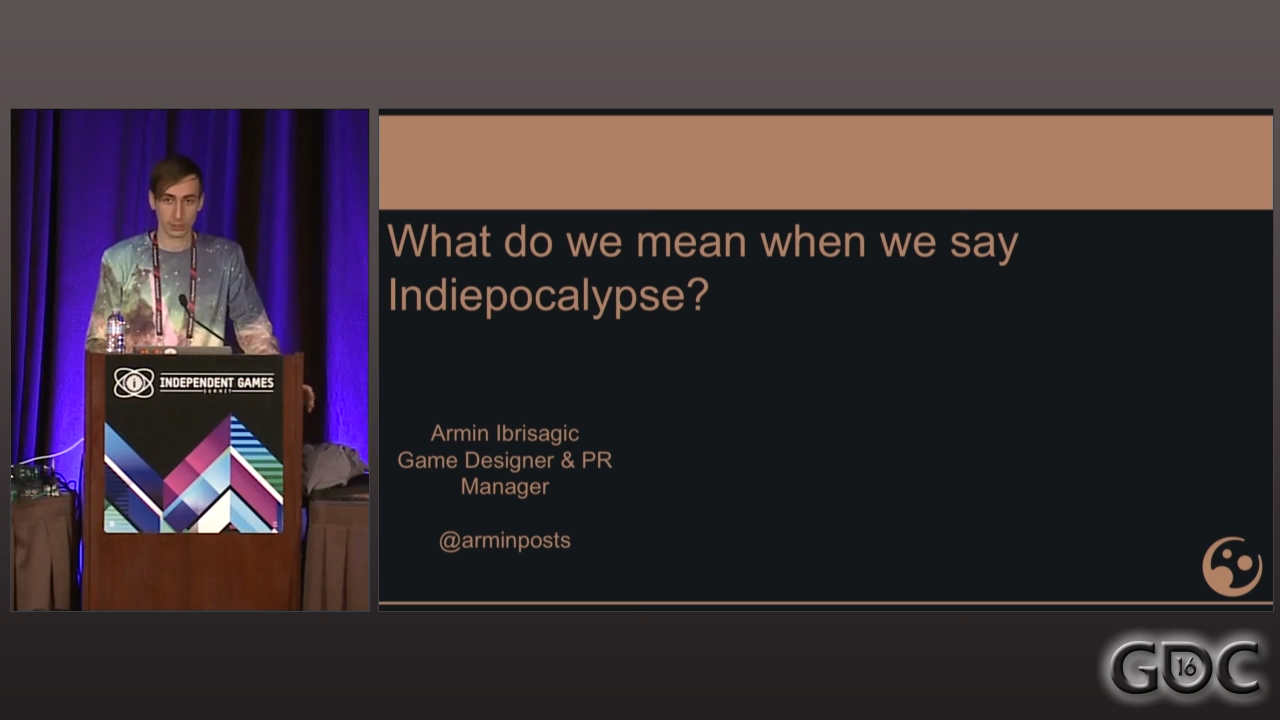 What do we mean when we say
Indiepocalypse?
Armin Ibrisagic
Game Designer & PR
Manager
@arminposts
INDEPENDENT GAMES
SUMMIT
GDC
16